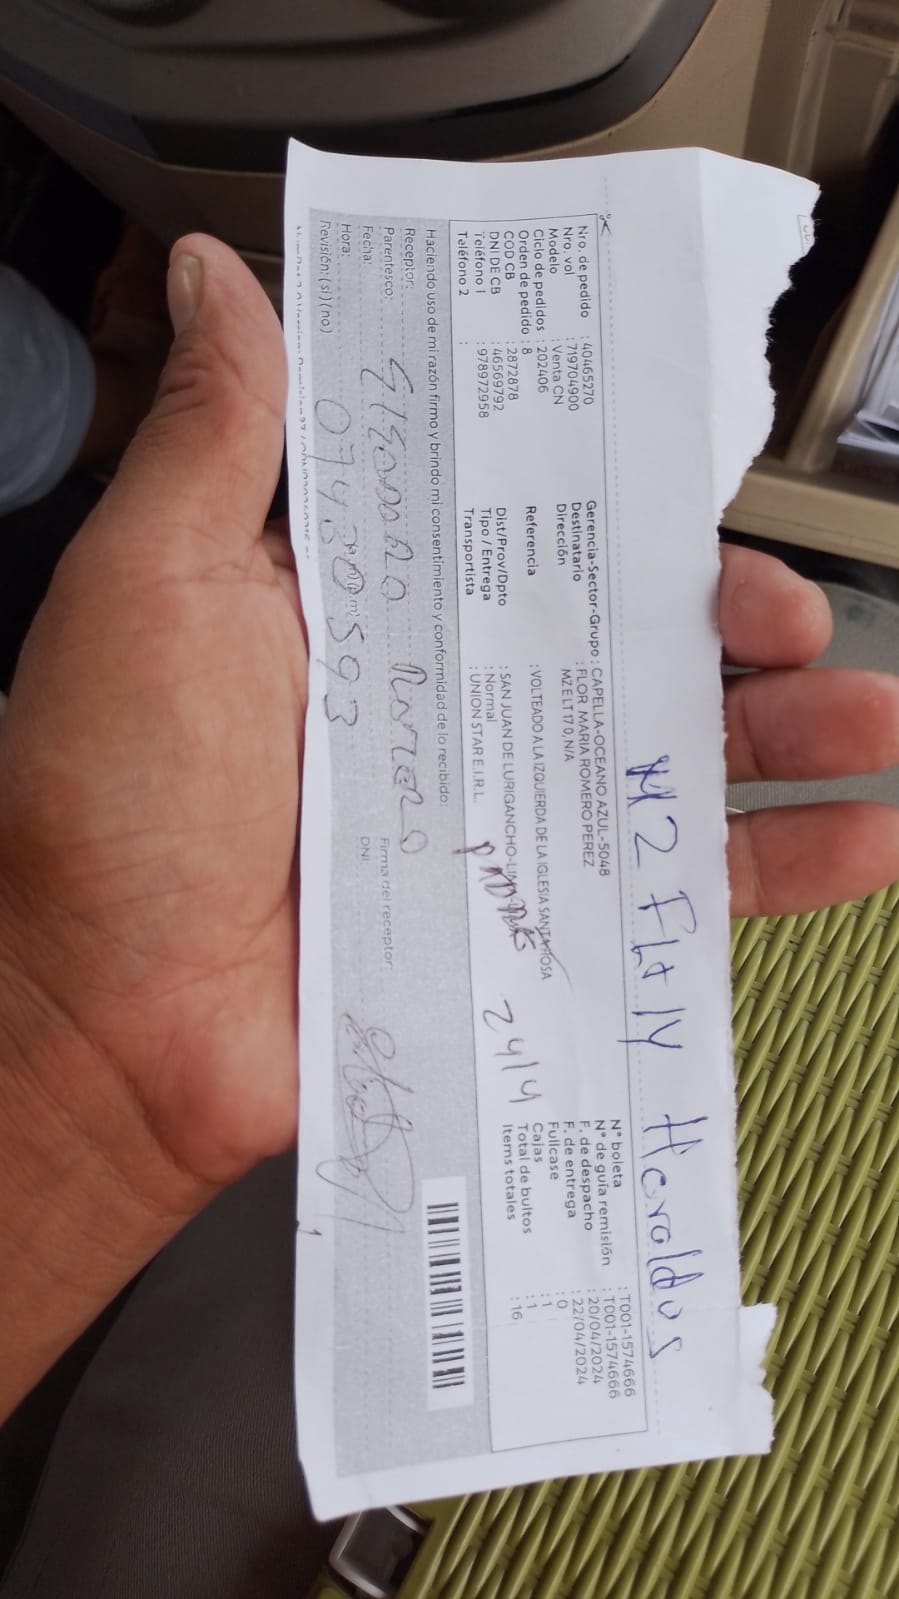 M2 F Lt 14 Heraldos
Nro. de pedido : 40465270
Nro. vol : 719704900
Modelo : Venta CN
Ciclo de pedidos : 202406
Orden de pedido : 8
COD CB : 2872878
DNI DE CB : 46569792
Teléfono 1 : 978972958
Teléfono 2 :
Gerencia-Sector-Grupo : CAPELLA-OCEANO AZUL-5048
Destinatario : FLOR MARIA ROMERO PEREZ
Dirección MZ E LT 17 0, N/A
Referencia : VOLTEADO A LA IZQUIERDA DE LA IGLESIA SANTA ROSA
Dist/Prov/Dpto : SAN JUAN DE LURIGANCHO-LIMA
Tipo / Entrega : Normal
Transportista : UNION STAR E.I.R.L.
PADRE 24/4
N° boleta : T001-1574666
N° de guía remisión : T001-1574666
F. de despacho : 20/04/2024
F. de entrega : 22/04/2024
Fullcase : 0
Cajas : 1
Total de bultos : 1
Items totales : 16
Haciendo uso de mi razón firmo y brindo mi consentimiento y conformidad de lo recibido:
Receptor:
Parentesco:
Fecha:
Hora:
Revisión: (si) (no)
Firma del receptor
DNI